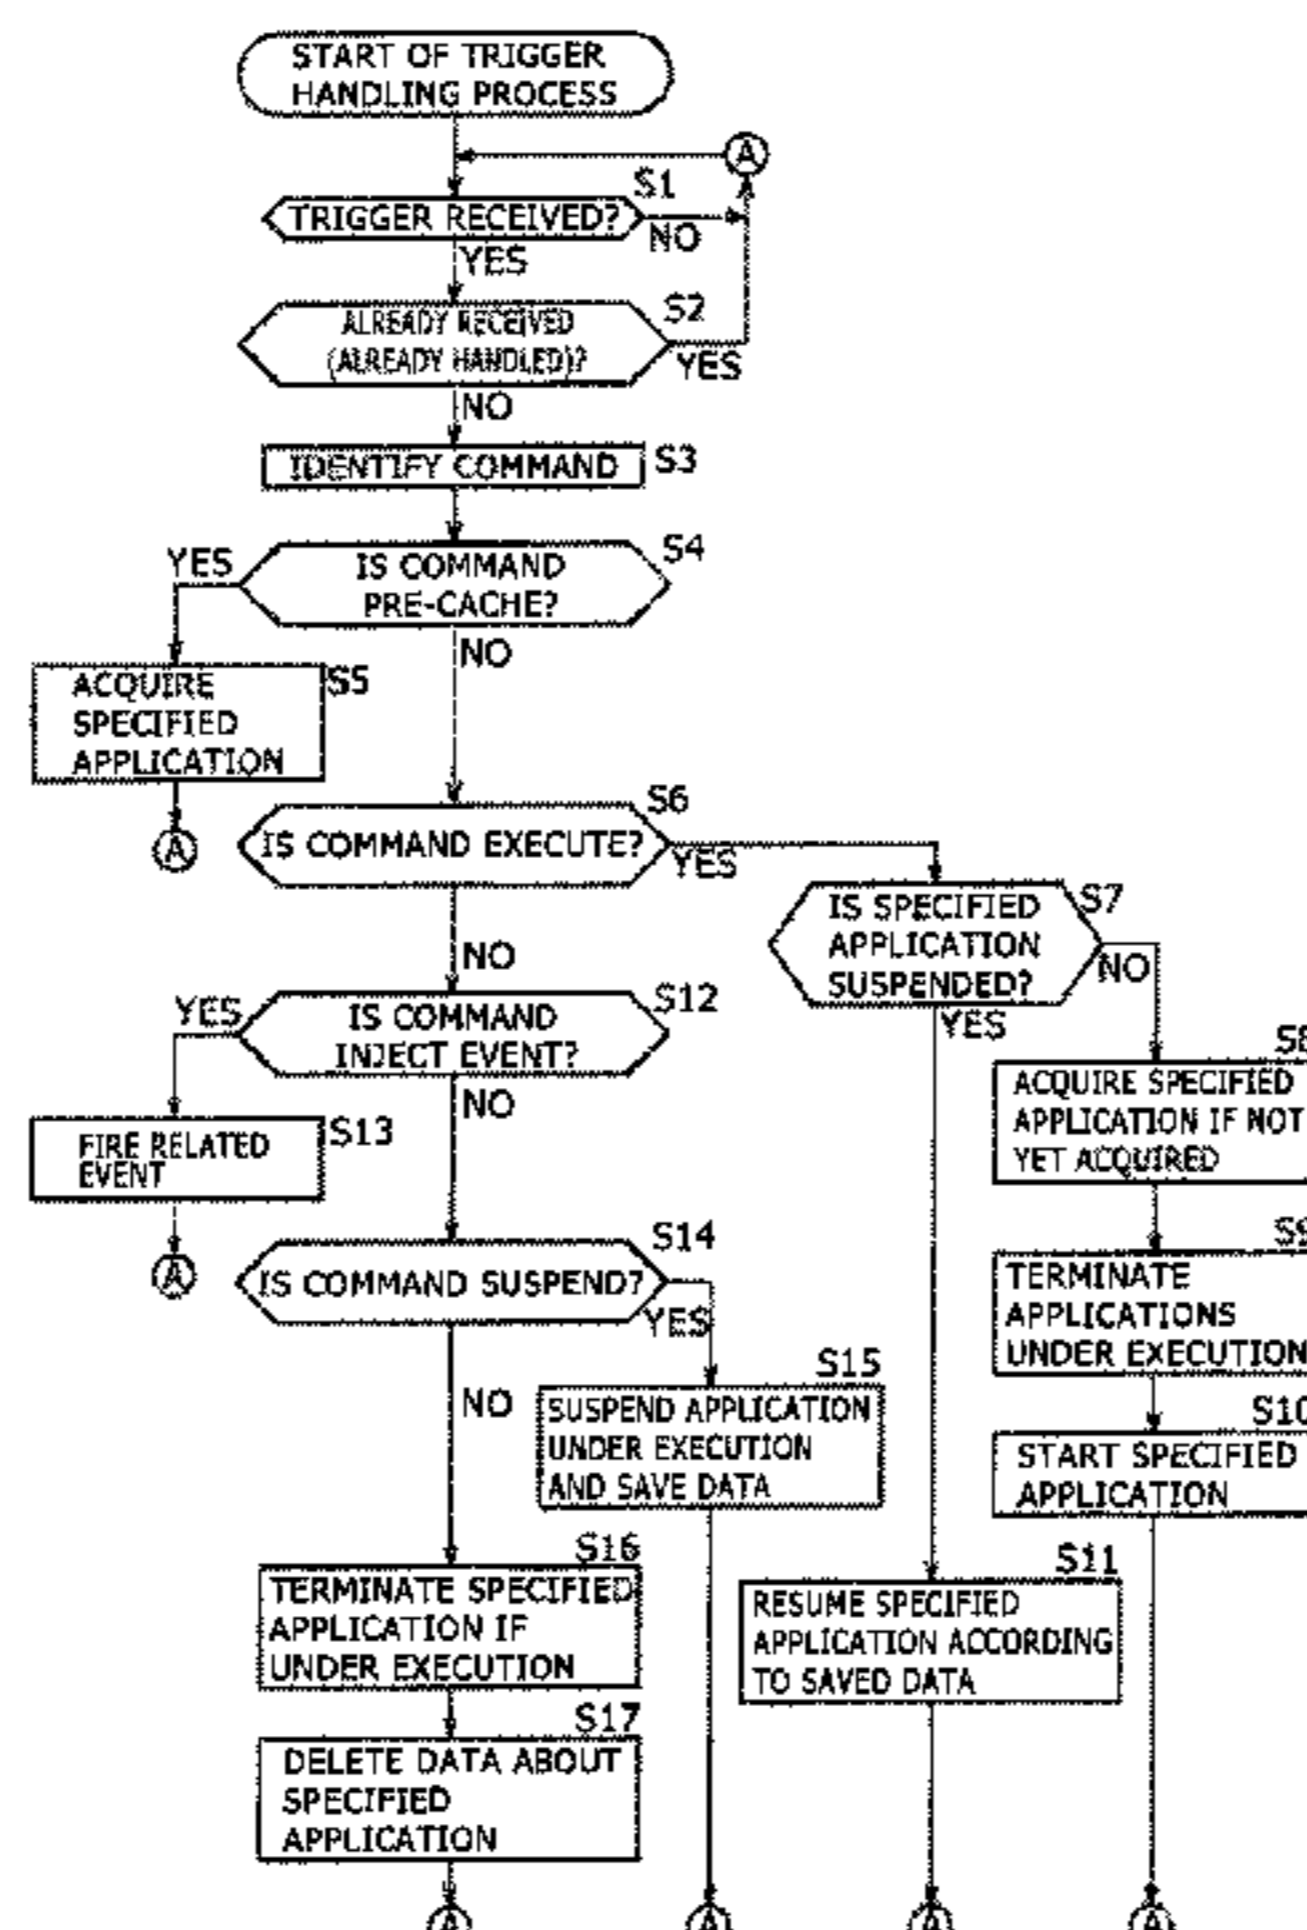 START OF TRIGGER
HANDLING PROCESS
A
S1
TRIGGER RECEIVED?
NO
YES
S2
ALREADY RECEIVED
(ALREADY HANDLED)?
YES
NO
IDENTIFY COMMAND
S3
YES
IS COMMAND
PRE-CACHE?
S4
NO
ACQUIRE
SPECIFIED
APPLICATION
S5
A
S6
IS COMMAND EXECUTE?
YES
NO
S7
IS SPECIFIED
APPLICATION
SUSPENDED?
NO
YES
YES
IS COMMAND
INJECT EVENT?
S12
NO
S8
ACQUIRE SPECIFIED
APPLICATION IF NOT
YET ACQUIRED
FIRE RELATED
EVENT
S13
A
S14
IS COMMAND SUSPEND?
YES
NO
S9
TERMINATE
APPLICATIONS
UNDER EXECUTION
S15
SUSPEND APPLICATION
UNDER EXECUTION
AND SAVE DATA
S10
START SPECIFIED
APPLICATION
S16
TERMINATE SPECIFIED
APPLICATION IF
UNDER EXECUTION
S11
RESUME SPECIFIED
APPLICATION ACCORDING
TO SAVED DATA
S17
DELETE DATA ABOUT
SPECIFIED
APPLICATION
A
A
A
A